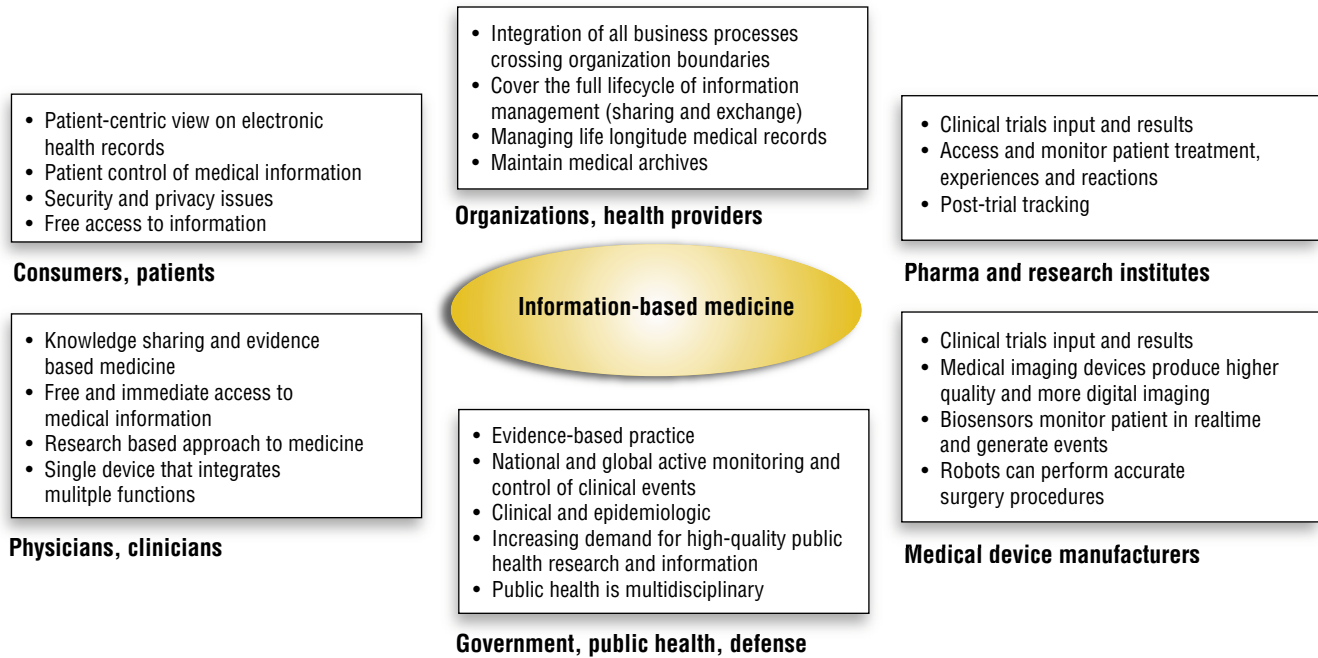 • Integration of all business processes
crossing organization boundaries
• Cover the full lifecycle of information
management (sharing and exchange)
• Managing life longitude medical records
• Maintain medical archives
Organizations, health providers
• Patient-centric view on electronic
health records
• Patient control of medical information
• Security and privacy issues
• Free access to information
Consumers, patients
• Clinical trials input and results
• Access and monitor patient treatment,
experiences and reactions
• Post-trial tracking
Pharma and research institutes
Information-based medicine
• Knowledge sharing and evidence
based medicine
• Free and immediate access to
medical information
• Research based approach to medicine
• Single device that integrates
mulitple functions
Physicians, clinicians
• Evidence-based practice
• National and global active monitoring and
control of clinical events
• Clinical and epidemiologic
• Increasing demand for high-quality public
health research and information
• Public health is multidisciplinary
Government, public health, defense
• Clinical trials input and results
• Medical imaging devices produce higher
quality and more digital imaging
• Biosensors monitor patient in realtime
and generate events
• Robots can perform accurate
surgery procedures
Medical device manufacturers